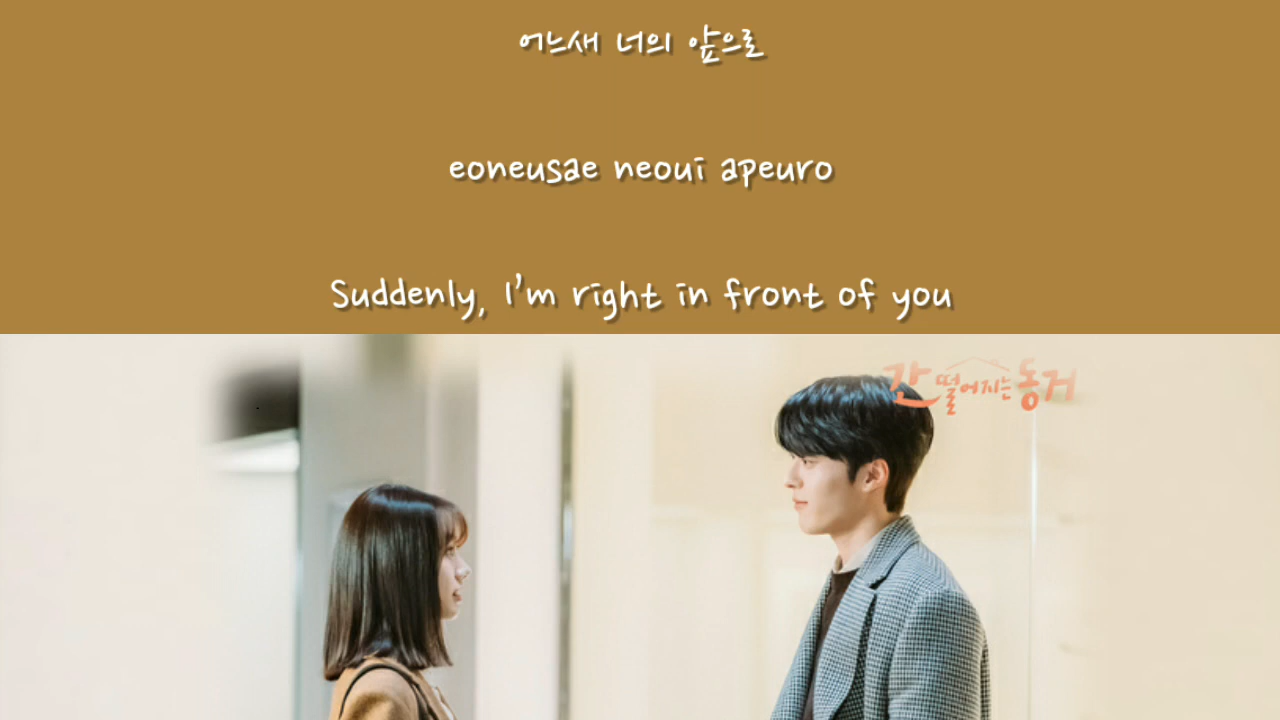 어느새 너의 앞으로
eoneusae neoui apeuro
Suddenly, I'm right in front of you
간 떨어지는 동거